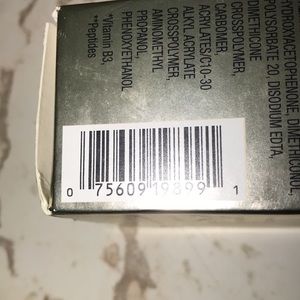 HYDROXYACETOPHENONE, DIMETHICONOL,
POLYSORBATE 20, DISODIUM EDTA,
DIMETHICONE
CROSSPOLYMER,
CARBOMER,
ACRYLATES/C10-30
ALKYL ACRYLATE
CROSSPOLYMER,
AMINOMETHYL
PROPANOL,
PHENOXYETHANOL
*Vitamin B3,
**Peptides
0 75609 19899 1